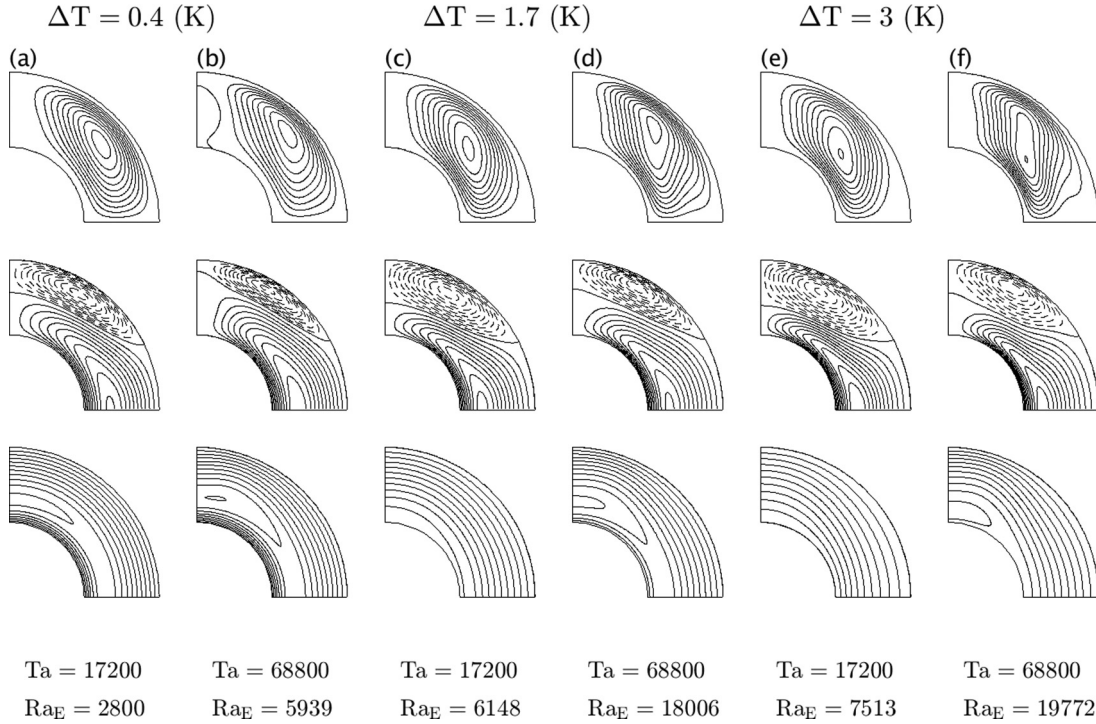 ΔT = 0.4 (K) ΔT = 1.7 (K) ΔT = 3 (K)
(a) (b) (c) (d) (e) (f)
Ta = 17200 Ta = 68800 Ta = 17200 Ta = 68800 Ta = 17200 Ta = 68800
Ra_E = 2800 Ra_E = 5939 Ra_E = 6148 Ra_E = 18006 Ra_E = 7513 Ra_E = 19772